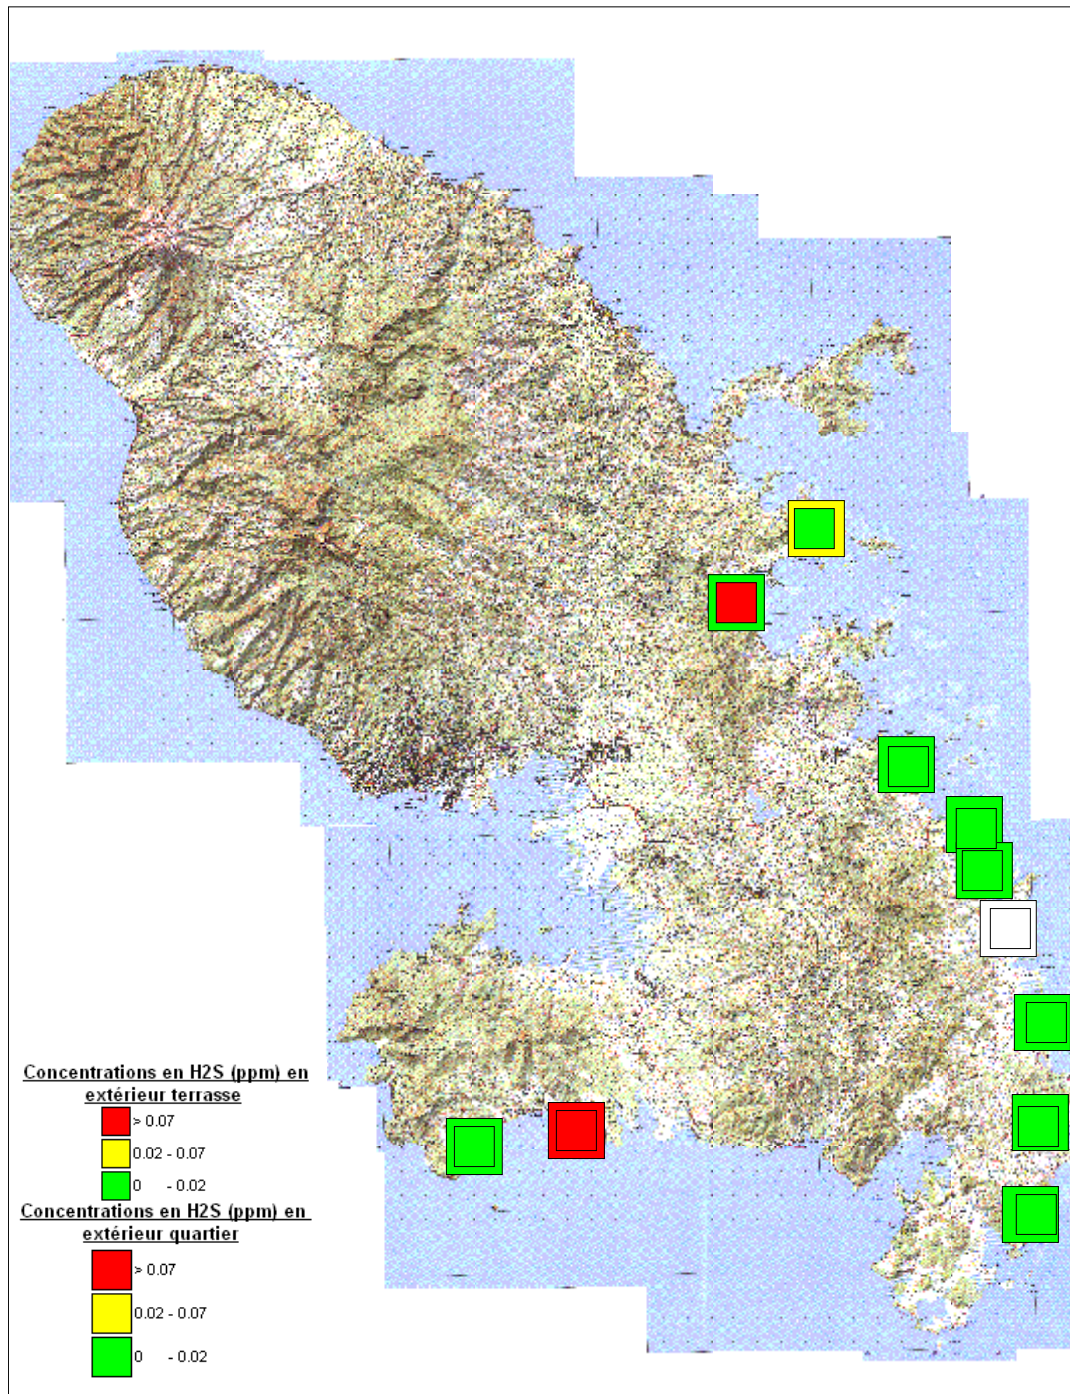 Concentrations en H2S (ppm) en
extérieur terrasse
> 0.07
0.02 - 0.07
0 - 0.02
Concentrations en H2S (ppm) en
extérieur quartier
> 0.07
0.02 - 0.07
0 - 0.02